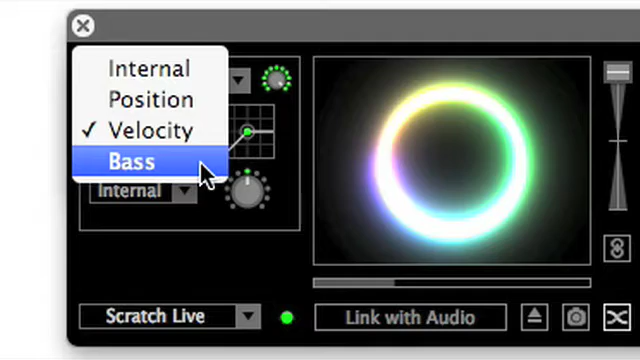 Internal
Position
✓ Velocity
Bass
Internal
Scratch Live
Link with Audio